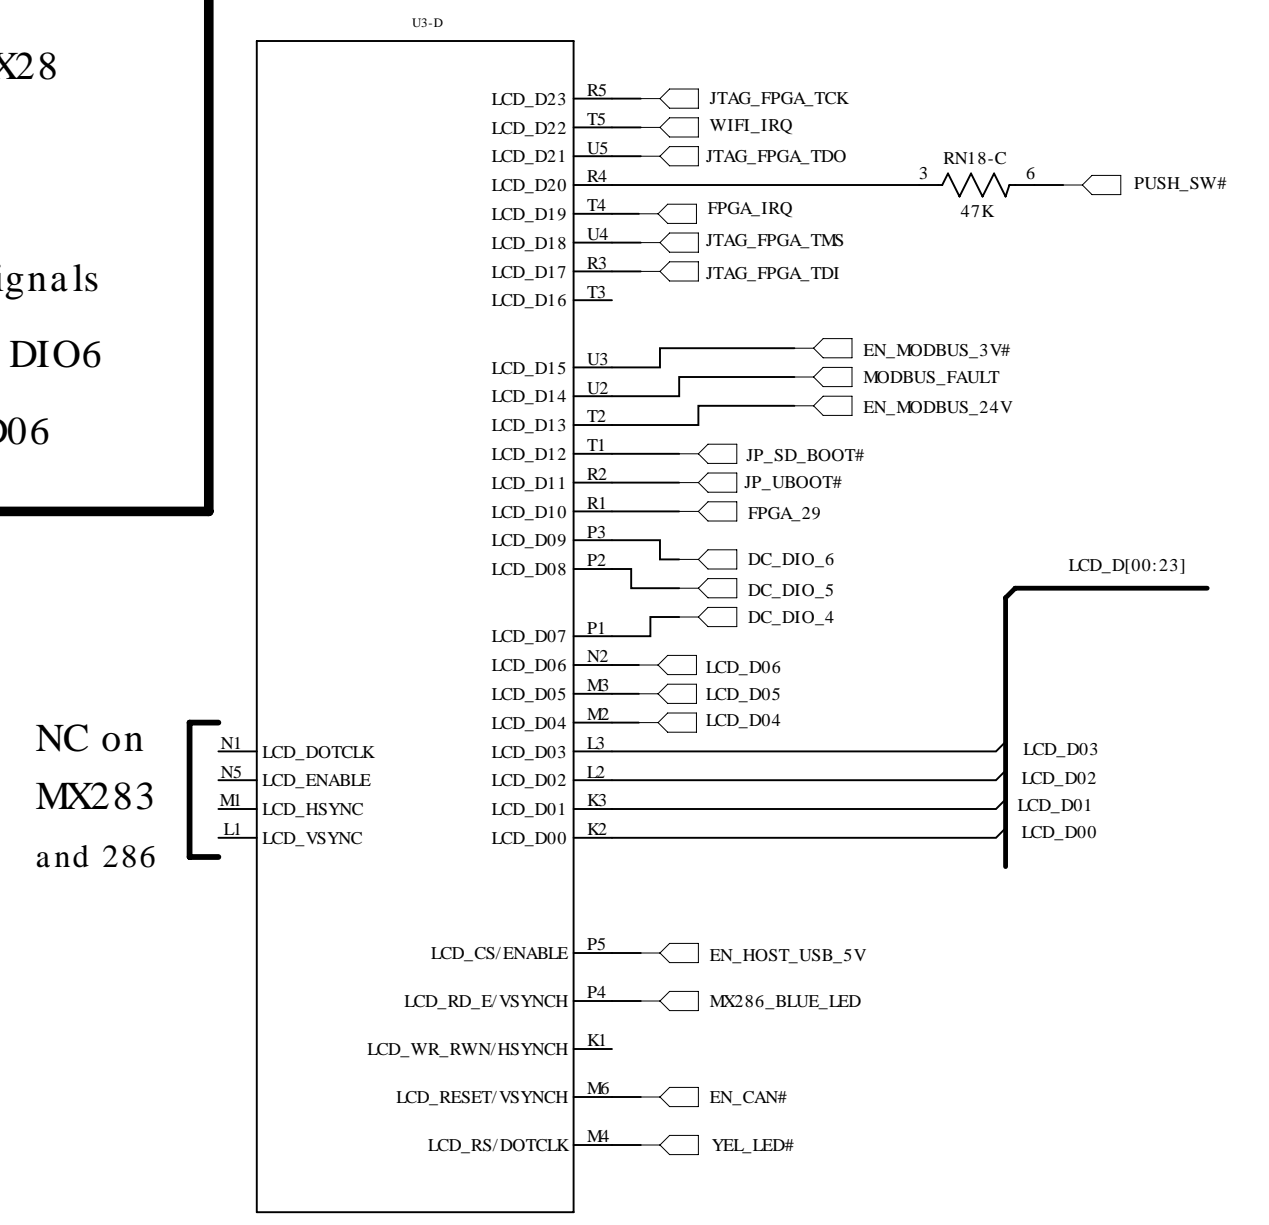 U3-D
X28
ignals
DIO6
D06
LCD_D23 R5 JTAG_FPGA_TCK
LCD_D22 T5 WIFI_IRQ
LCD_D21 U5 JTAG_FPGA_TDO
RN18-C
LCD_D20 R4 3 6 PUSH_SW#
47K
LCD_D19 T4 FPGA_IRQ
LCD_D18 U4 JTAG_FPGA_TMS
LCD_D17 R3 JTAG_FPGA_TDI
LCD_D16 T3
LCD_D15 U3 EN_MODBUS_3V#
LCD_D14 U2 MODBUS_FAULT
LCD_D13 T2 EN_MODBUS_24V
LCD_D12 T1 JP_SD_BOOT#
LCD_D11 R2 JP_UBOOT#
LCD_D10 R1 FPGA_29
LCD_D09 P3 DC_DIO_6
LCD_D08 P2 DC_DIO_5
LCD_D07 P1 DC_DIO_4
LCD_D06 N2 LCD_D06
LCD_D05 M3 LCD_D05
LCD_D04 M2 LCD_D04
LCD_D03 L3 LCD_D03
LCD_D02 L2 LCD_D02
LCD_D01 K3 LCD_D01
LCD_D00 K2 LCD_D00
LCD_D[00:23]
NC on
MX283
and 286
N1 LCD_DOTCLK
N5 LCD_ENABLE
M1 LCD_HSYNC
L1 LCD_VSYNC
LCD_CS/ENABLE P5 EN_HOST_USB_5V
LCD_RD_E/VSYNCH P4 MX286_BLUE_LED
LCD_WR_RWN/HSYNCH K1
LCD_RESET/VSYNCH M6 EN_CAN#
LCD_RS/DOTCLK M4 YEL_LED#